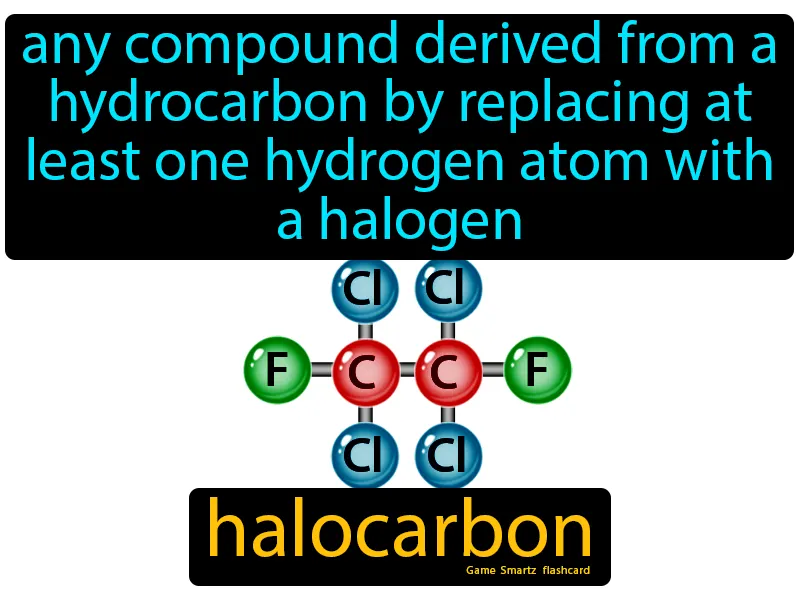 any compound derived from a
hydrocarbon by replacing at
least one hydrogen atom with
a halogen
Cl Cl
F C C F
Cl Cl
halocarbon
Game Smartz flashcard